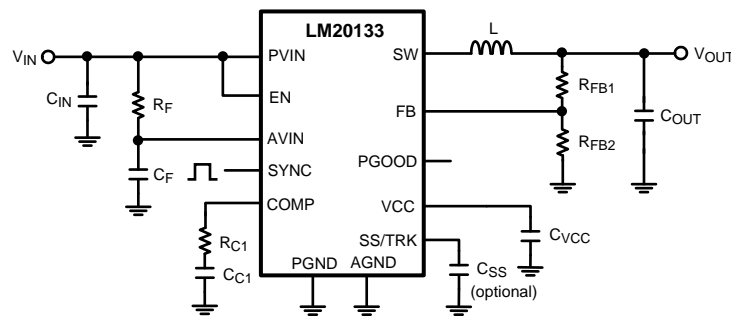 LM20133
VIN
CIN
RF
CF
PVIN
EN
AVIN
SYNC
COMP
RC1
CC1
PGND
AGND
SW
FB
PGOOD
VCC
SS/TRK
L
VOUT
RFB1
RFB2
COUT
CVCC
CSS
(optional)